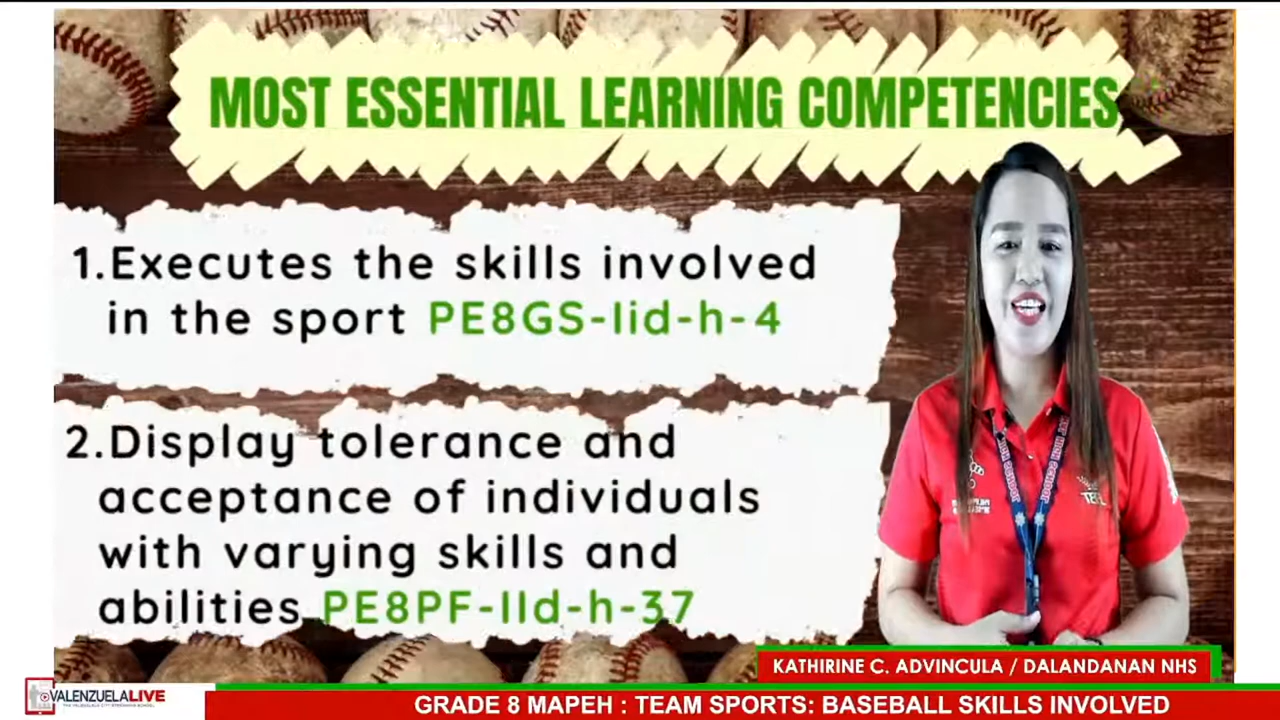 MOST ESSENTIAL LEARNING COMPETENCIES
1.Executes the skills involved
in the sport PE8GS-Iid-h-4
2.Display tolerance and
acceptance of individuals
with varying skills and
abilities PE8PF-IId-h-37
KATHIRINE C. ADVINCULA / DALANDANAN NHS
VALENZUELALIVE
GRADE 8 MAPEH : TEAM SPORTS: BASEBALL SKILLS INVOLVED